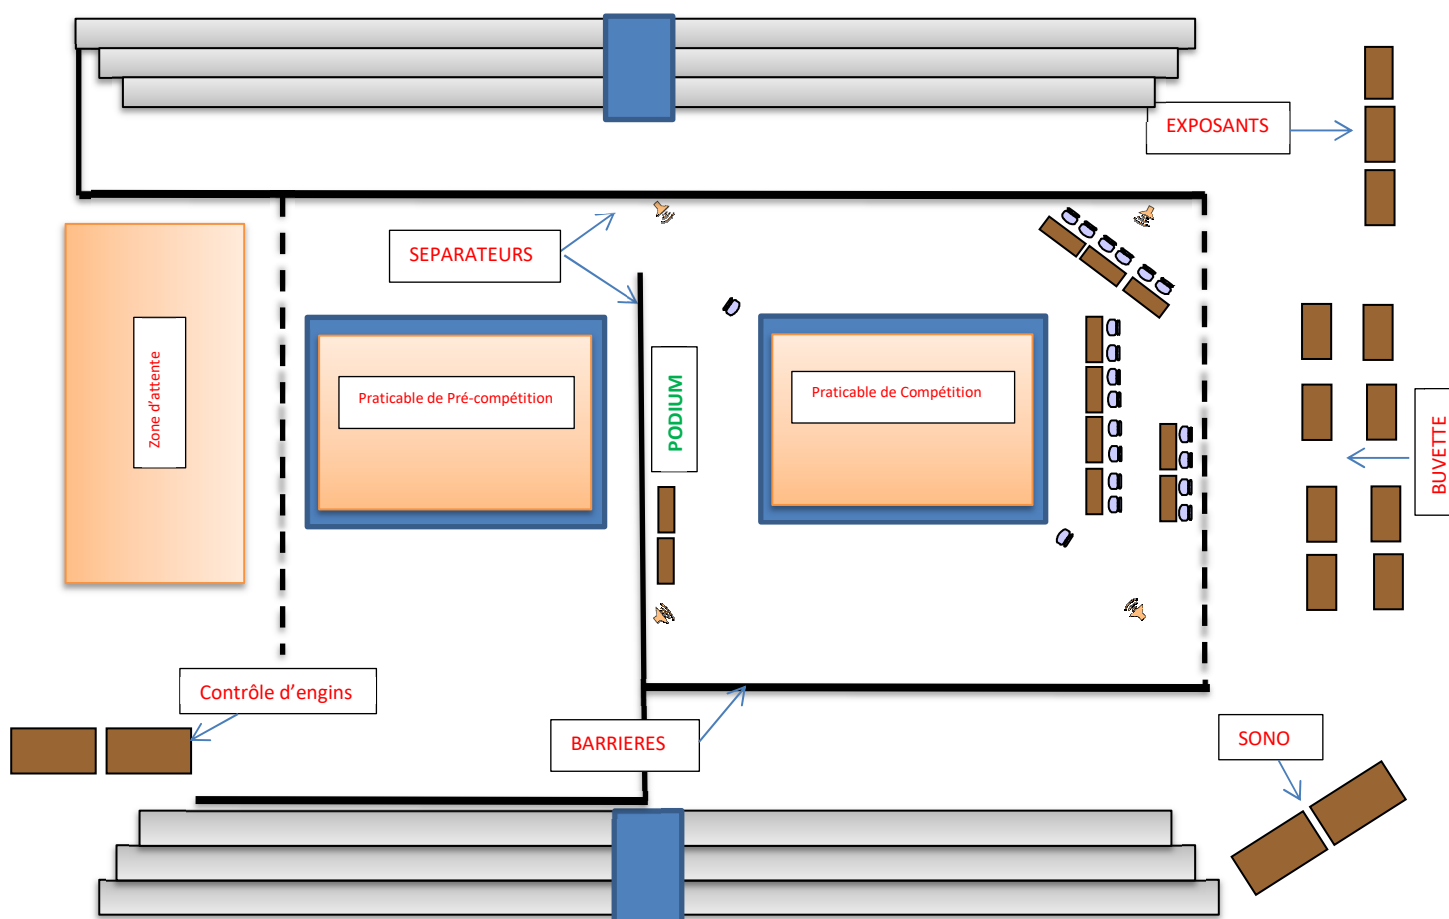 EXPOSANTS
SEPARATEURS
Zone d'attente
Praticable de Pré-compétition
PODIUM
Praticable de Compétition
BUVETTE
Contrôle d'engins
BARRIERES
SONO